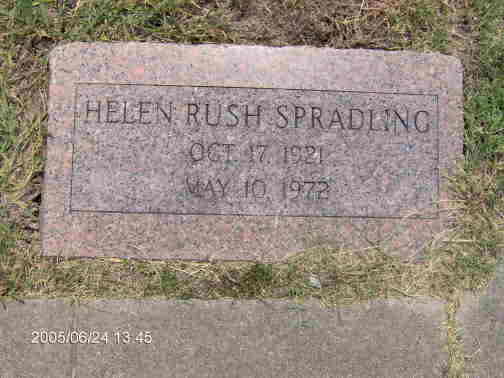 HELEN RUSH SPRADLING
OCT. 17, 1921
MAY 10, 1972
2005/06/24 13:45